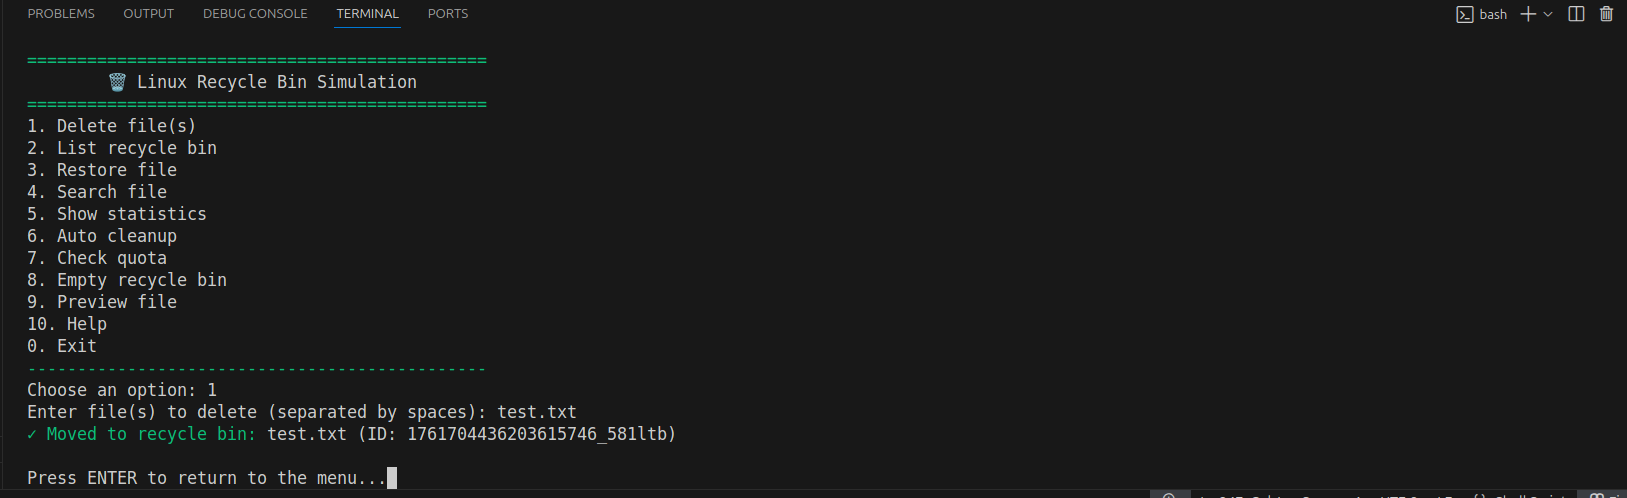 PROBLEMS OUTPUT DEBUG CONSOLE TERMINAL PORTS bash
==============================================
🗑️ Linux Recycle Bin Simulation
==============================================
1. Delete file(s)
2. List recycle bin
3. Restore file
4. Search file
5. Show statistics
6. Auto cleanup
7. Check quota
8. Empty recycle bin
9. Preview file
10. Help
0. Exit
----------------------------------------------
Choose an option: 1
Enter file(s) to delete (separated by spaces): test.txt
✓ Moved to recycle bin: test.txt (ID: 1761704436203615746_581ltb)
Press ENTER to return to the menu...